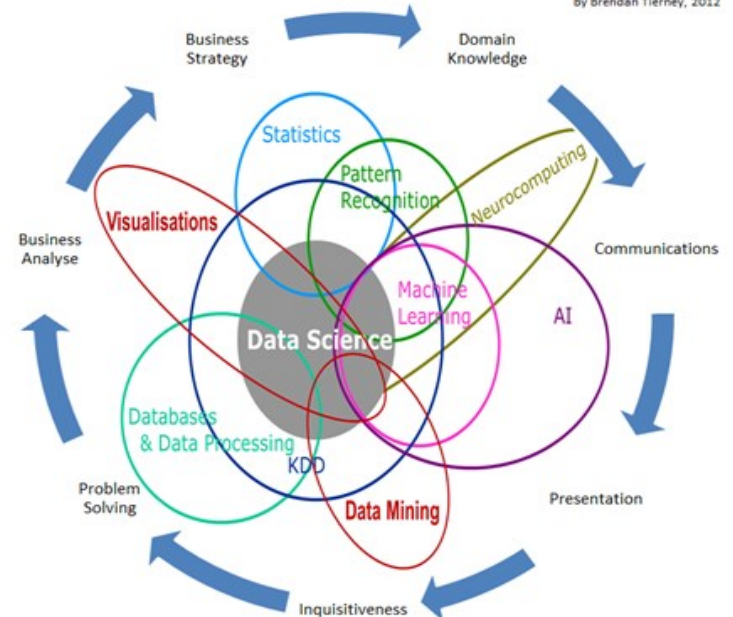 By Brendan Tierney, 2012
Business
Strategy
Domain
Knowledge
Statistics
Pattern
Recognition
Neurocomputing
Visualisations
Business
Analyse
Communications
Machine
Learning
AI
Data Science
Databases
& Data Processing
KDD
Problem
Solving
Data Mining
Presentation
Inquisitiveness